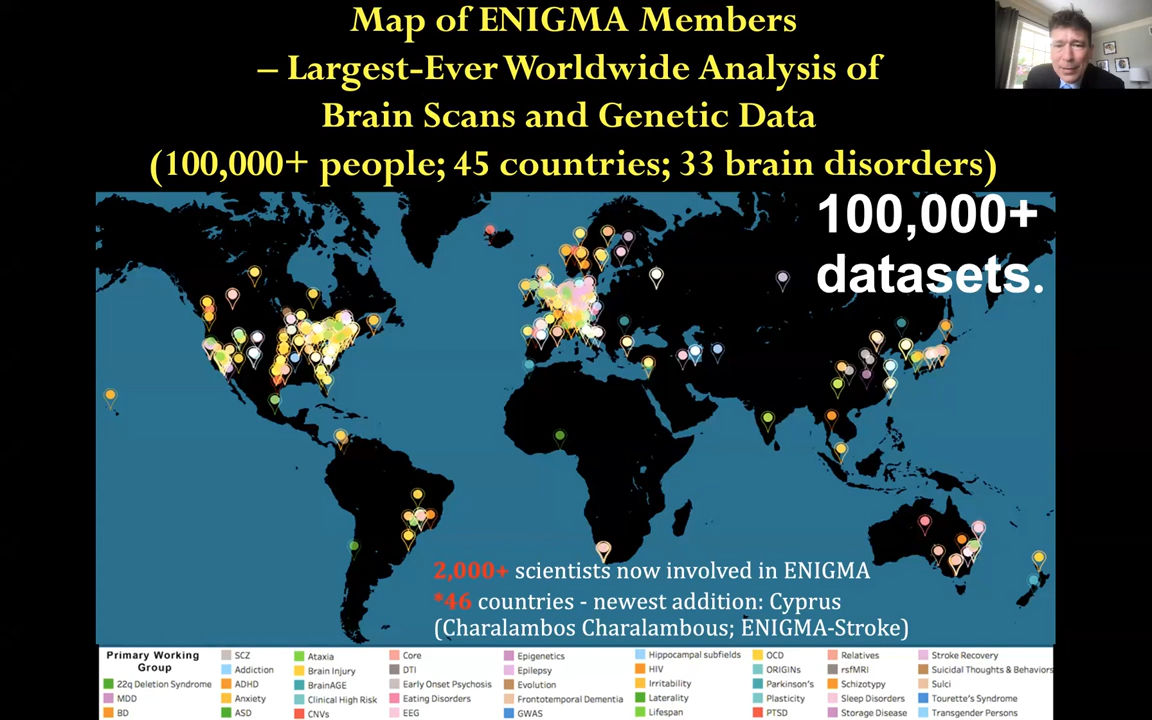 Map of ENIGMA Members
– Largest-Ever Worldwide Analysis of
Brain Scans and Genetic Data
(100,000+ people; 45 countries; 33 brain disorders)
100,000+
datasets.
2,000+ scientists now involved in ENIGMA
*46 countries - newest addition: Cyprus
(Charalambos Charalambous; ENIGMA-Stroke)
Primary Working
Group
22q Deletion Syndrome
MDD
BD
SCZ
Addiction
ADHD
Anxiety
ASD
Ataxia
Brain Injury
BrainAGE
Clinical High Risk
CNVs
Core
DTI
Early Onset Psychosis
Eating Disorders
EEG
Epigenetics
Epilepsy
Evolution
Frontotemporal Dementia
GWAS
Hippocampal subfields
HIV
Irritability
Laterality
Lifespan
OCD
ORIGINs
Parkinson's
Plasticity
PTSD
Relatives
rsfMRI
Schizotypy
Sleep Disorders
Storage Disease
Stroke Recovery
Suicidal Thoughts & Behaviors
Sulci
Tourette's Syndrome
Transgender Persons